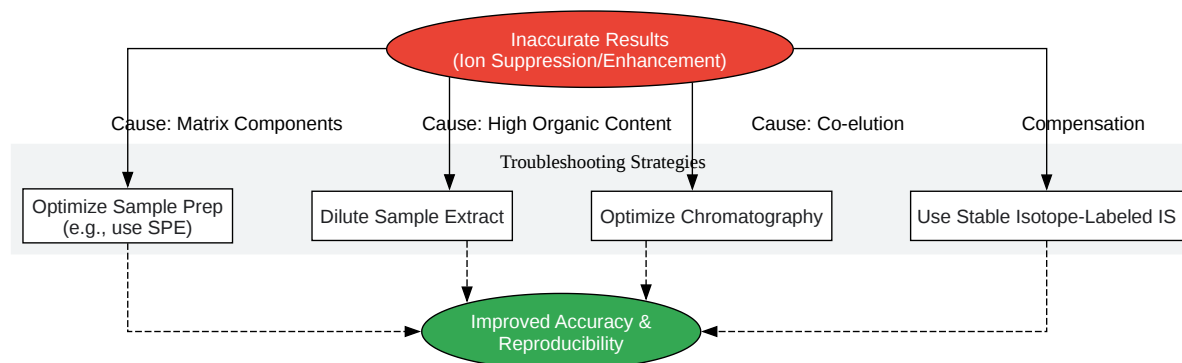 Inaccurate Results
(Ion Suppression/Enhancement)
Cause: Matrix Components
Cause: High Organic Content
Cause: Co-elution
Compensation
Troubleshooting Strategies
Optimize Sample Prep
(e.g., use SPE)
Dilute Sample Extract
Optimize Chromatography
Use Stable Isotope-Labeled IS
Improved Accuracy &
Reproducibility